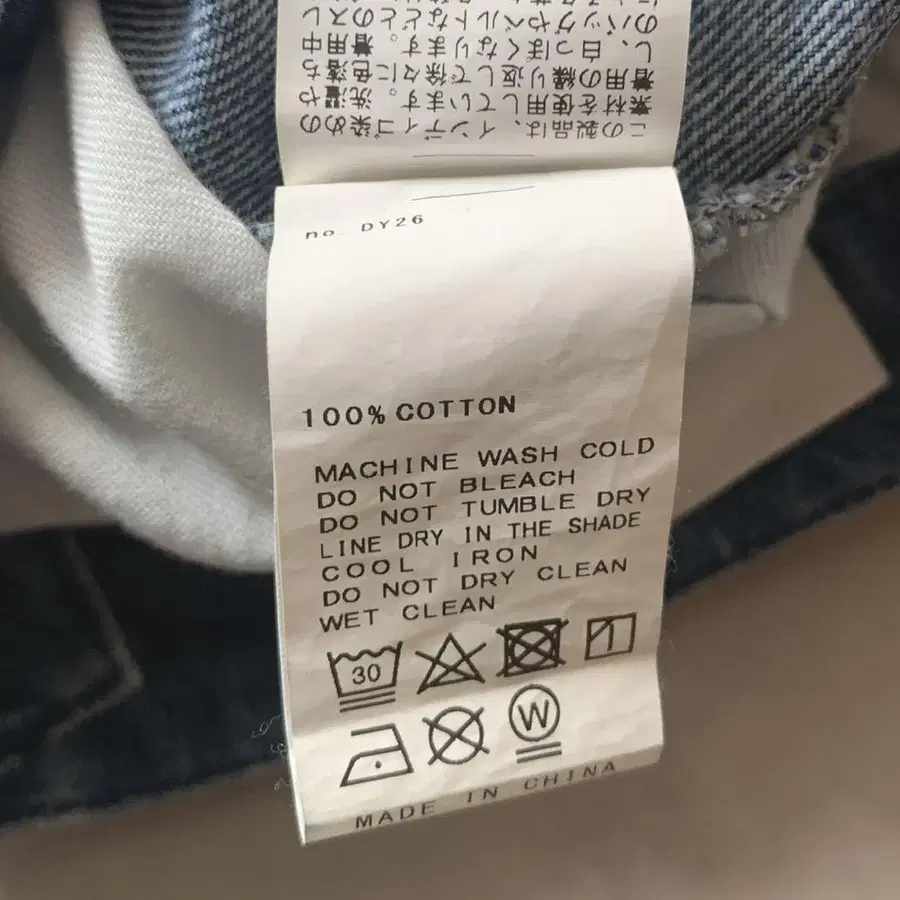 この製品は、インディゴ染めの
素材を使用しています。洗濯や
着用の繰り返しで徐々に色落ち
し、白っぽくなります。着用中
のバッグやベルトなどとのスレ
no. DY26
100% COTTON
MACHINE WASH COLD
DO NOT BLEACH
DO NOT TUMBLE DRY
LINE DRY IN THE SHADE
COOL IRON
DO NOT DRY CLEAN
WET CLEAN
30
W
MADE IN CHINA